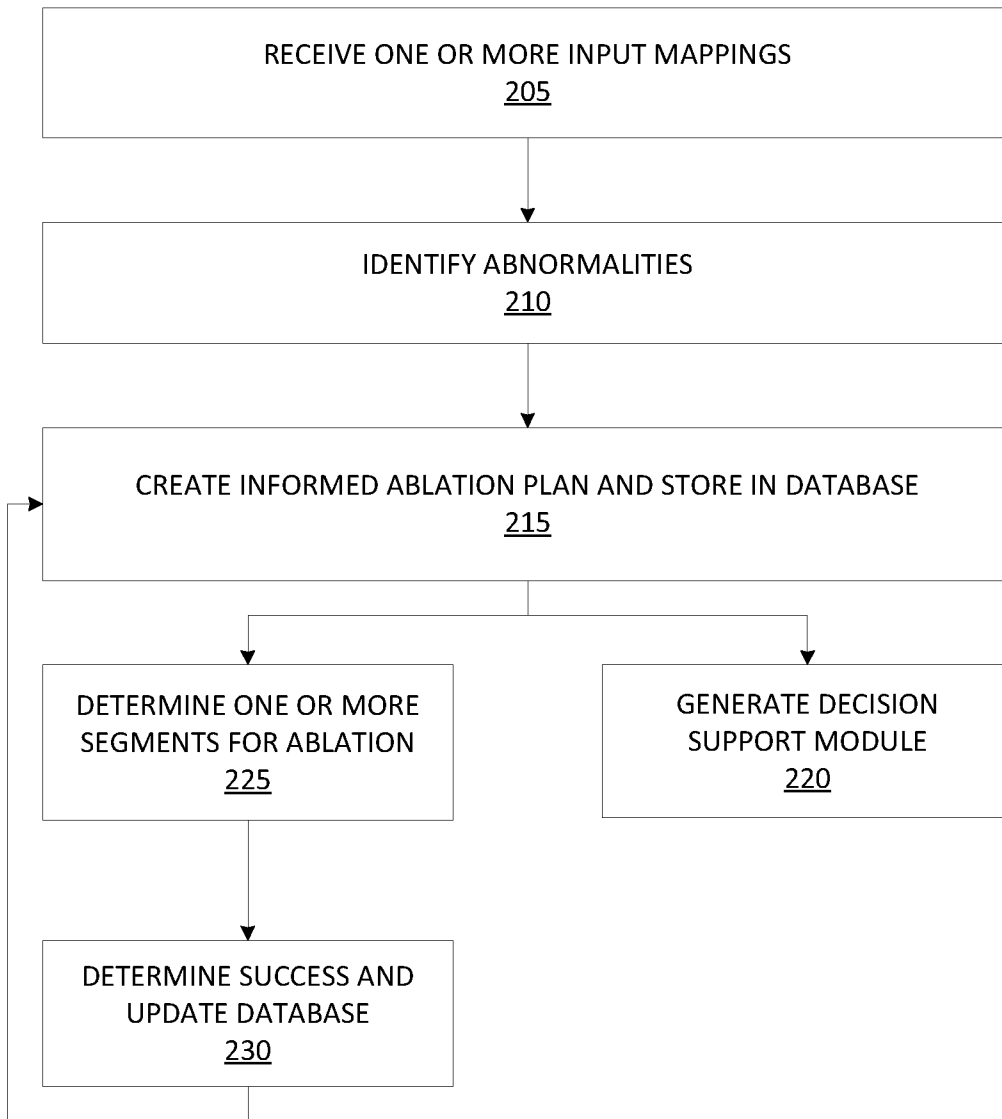 RECEIVE ONE OR MORE INPUT MAPPINGS
205
IDENTIFY ABNORMALITIES
210
CREATE INFORMED ABLATION PLAN AND STORE IN DATABASE
215
DETERMINE ONE OR MORE
SEGMENTS FOR ABLATION
225
GENERATE DECISION
SUPPORT MODULE
220
DETERMINE SUCCESS AND
UPDATE DATABASE
230